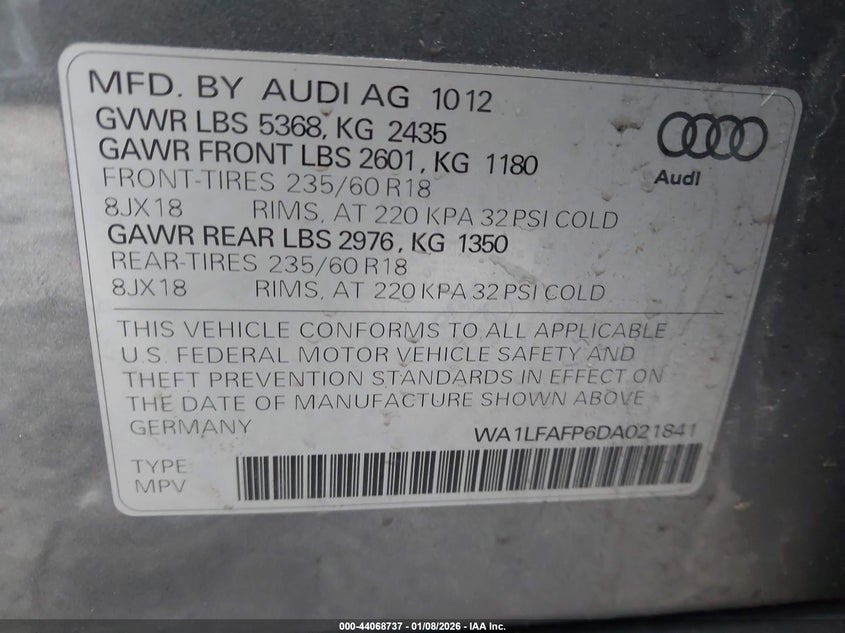 MFD. BY AUDI AG 10 12
GVWR LBS 5368, KG 2435
GAWR FRONT LBS 2601, KG 1180
FRONT-TIRES 235/60 R18
8JX18 RIMS, AT 220 KPA 32 PSI COLD
GAWR REAR LBS 2976, KG 1350
REAR-TIRES 235/60 R18
8JX18 RIMS, AT 220 KPA 32 PSI COLD
Audi
THIS VEHICLE CONFORMS TO ALL APPLICABLE
U.S. FEDERAL MOTOR VEHICLE SAFETY AND
THEFT PREVENTION STANDARDS IN EFFECT ON
THE DATE OF MANUFACTURE SHOWN ABOVE
GERMANY WA1LFAFP6DA021841
TYPE:
MPV
000-44068737 - 01/08/2026 - IAA Inc.